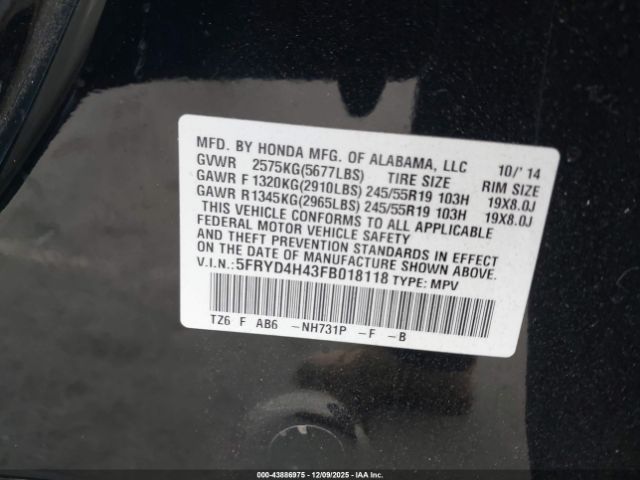 MFD. BY HONDA MFG. OF ALABAMA, LLC 10/'14
GVWR 2575KG(5677LBS) TIRE SIZE RIM SIZE
GAWR F 1320KG(2910LBS) 245/55R19 103H 19X8.0J
GAWR R 1345KG(2965LBS) 245/55R19 103H 19X8.0J
THIS VEHICLE CONFORMS TO ALL APPLICABLE
FEDERAL MOTOR VEHICLE SAFETY
AND THEFT PREVENTION STANDARDS IN EFFECT
ON THE DATE OF MANUFACTURE SHOWN ABOVE.
V.I.N.:5FRYD4H43FB018118 TYPE: MPV
TZ6 F AB6 -NH731P -F -B
000-43886975 - 12/09/2025 - IAAI.COM